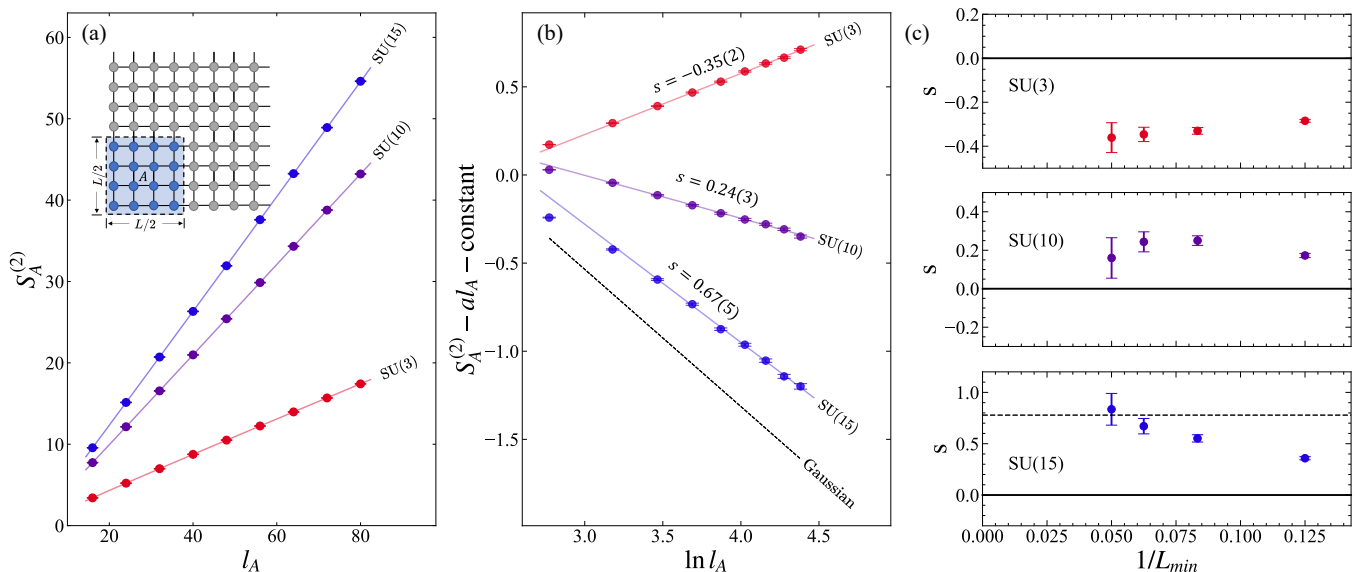 (a)
60
50
40
30
20
10
0
S_A^(2)
20
40
60
80
l_A
SU(15)
SU(10)
SU(3)
L/2
A
L/2
(b)
0.5
0.0
−0.5
−1.0
−1.5
S_A^(2) − al_A − constant
3.0
3.5
4.0
4.5
ln l_A
SU(3)
s = −0.35(2)
s = 0.24(3)
SU(10)
s = 0.67(5)
SU(15)
Gaussian
(c)
0.2
0.0
−0.2
−0.4
s
SU(3)
0.4
0.2
0.0
−0.2
s
SU(10)
1.0
0.5
0.0
s
SU(15)
0.000
0.025
0.050
0.075
0.100
0.125
1/L_min